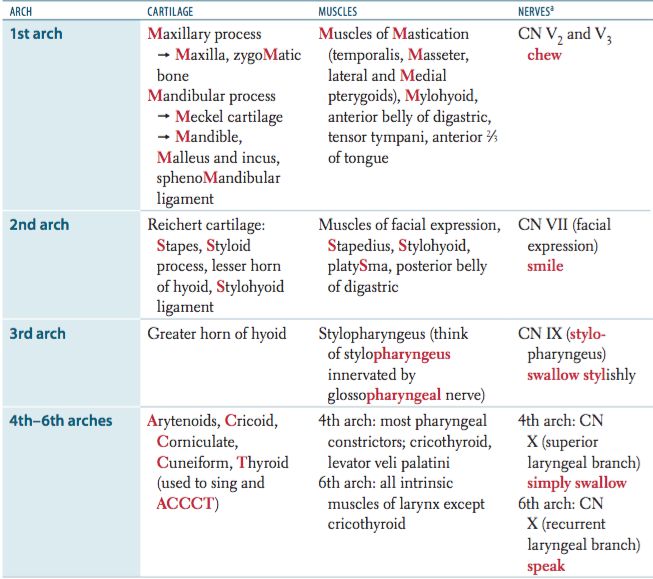 ARCH CARTILAGE MUSCLES NERVESª
1st arch
Maxillary process
→ Maxilla, zygoMatic
bone
Mandibular process
→ Meckel cartilage
→ Mandible,
Malleus and incus,
sphenoMandibular
ligament
Muscles of Mastication
(temporalis, Masseter,
lateral and Medial
pterygoids), Mylohyoid,
anterior belly of digastric,
tensor tympani, anterior ⅔
of tongue
CN V₂ and V₃
chew
2nd arch
Reichert cartilage:
Stapes, Styloid
process, lesser horn
of hyoid, Stylohyoid
ligament
Muscles of facial expression,
Stapedius, Stylohyoid,
platySma, posterior belly
of digastric
CN VII (facial
expression)
smile
3rd arch
Greater horn of hyoid
Stylopharyngeus (think
of stylopharyngeus
innervated by
glossopharyngeal nerve)
CN IX (stylo-
pharyngeus)
swallow stylishly
4th–6th arches
Arytenoids, Cricoid,
Corniculate,
Cuneiform, Thyroid
(used to sing and
ACCCT)
4th arch: most pharyngeal
constrictors; cricothyroid,
levator veli palatini
6th arch: all intrinsic
muscles of larynx except
cricothyroid
4th arch: CN
X (superior
laryngeal branch)
simply swallow
6th arch: CN
X (recurrent
laryngeal branch)
speak